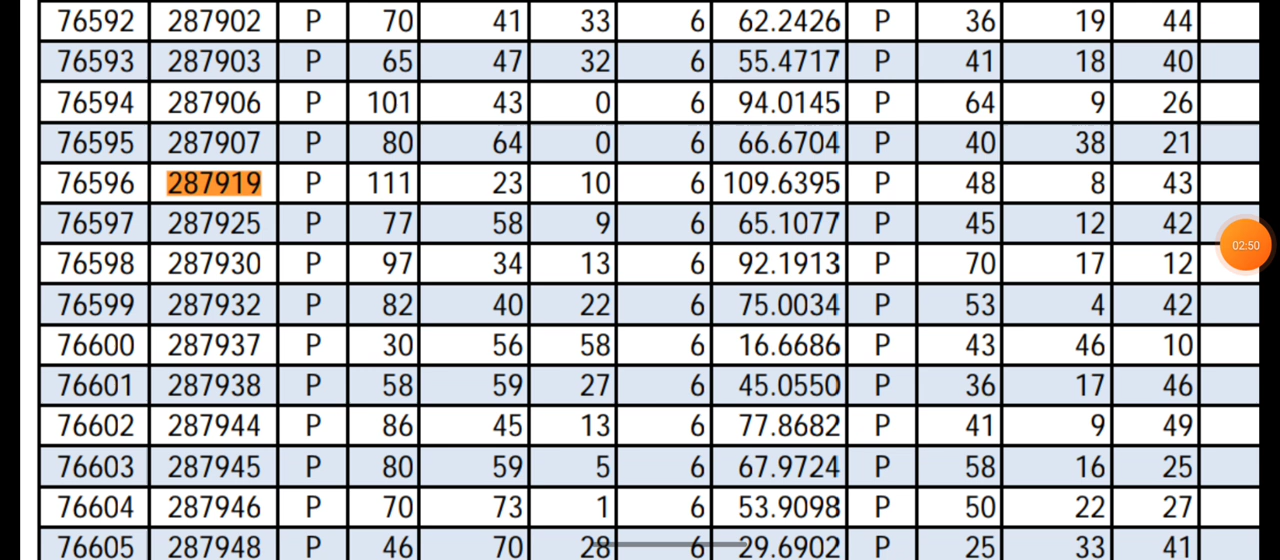 76592 287902 P 70 41 33 6 62.2426 P 36 19 44
76593 287903 P 65 47 32 6 55.4717 P 41 18 40
76594 287906 P 101 43 0 6 94.0145 P 64 9 26
76595 287907 P 80 64 0 6 66.6704 P 40 38 21
76596 287919 P 111 23 10 6 109.6395 P 48 8 43
76597 287925 P 77 58 9 6 65.1077 P 45 12 42
02:50
76598 287930 P 97 34 13 6 92.1913 P 70 17 12
76599 287932 P 82 40 22 6 75.0034 P 53 4 42
76600 287937 P 30 56 58 6 16.6686 P 43 46 10
76601 287938 P 58 59 27 6 45.0550 P 36 17 46
76602 287944 P 86 45 13 6 77.8682 P 41 9 49
76603 287945 P 80 59 5 6 67.9724 P 58 16 25
76604 287946 P 70 73 1 6 53.9098 P 50 22 27
76605 287948 P 46 70 28 6 29.6902 P 25 33 41